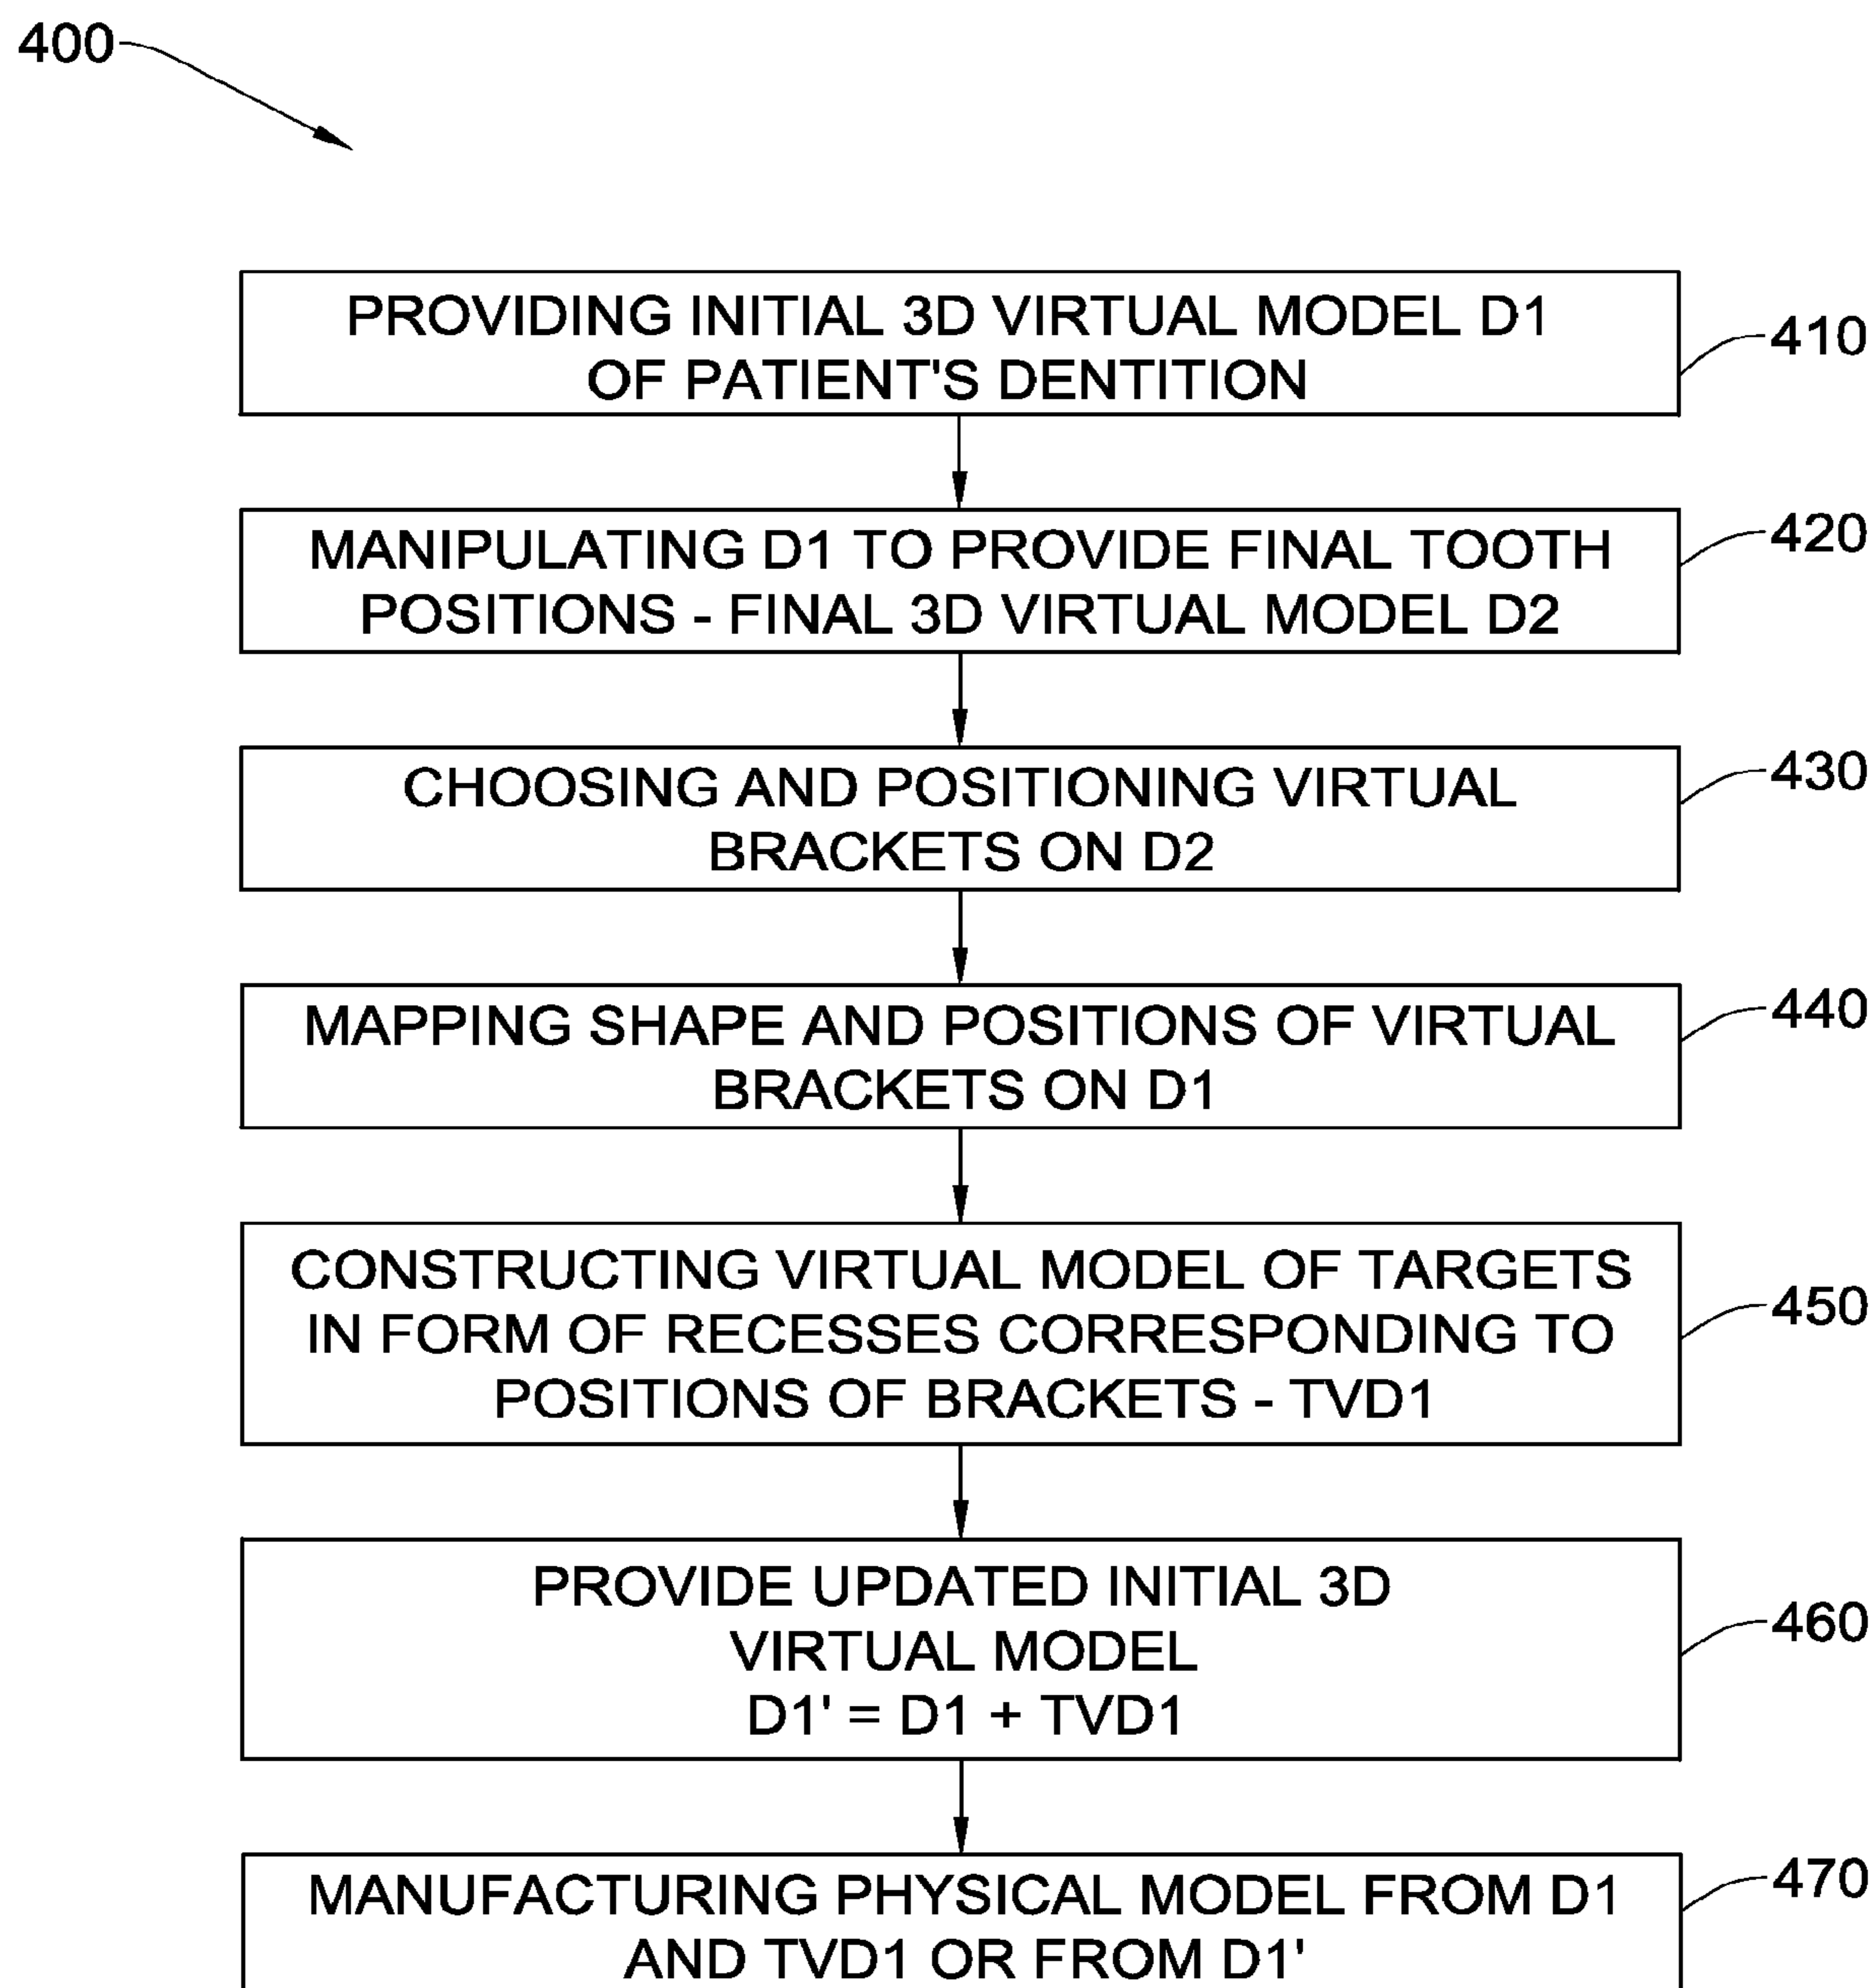 400
PROVIDING INITIAL 3D VIRTUAL MODEL D1
OF PATIENT'S DENTITION
410
MANIPULATING D1 TO PROVIDE FINAL TOOTH
POSITIONS - FINAL 3D VIRTUAL MODEL D2
420
CHOOSING AND POSITIONING VIRTUAL
BRACKETS ON D2
430
MAPPING SHAPE AND POSITIONS OF VIRTUAL
BRACKETS ON D1
440
CONSTRUCTING VIRTUAL MODEL OF TARGETS
IN FORM OF RECESSES CORRESPONDING TO
POSITIONS OF BRACKETS - TVD1
450
PROVIDE UPDATED INITIAL 3D
VIRTUAL MODEL
D1' = D1 + TVD1
460
MANUFACTURING PHYSICAL MODEL FROM D1
AND TVD1 OR FROM D1'
470